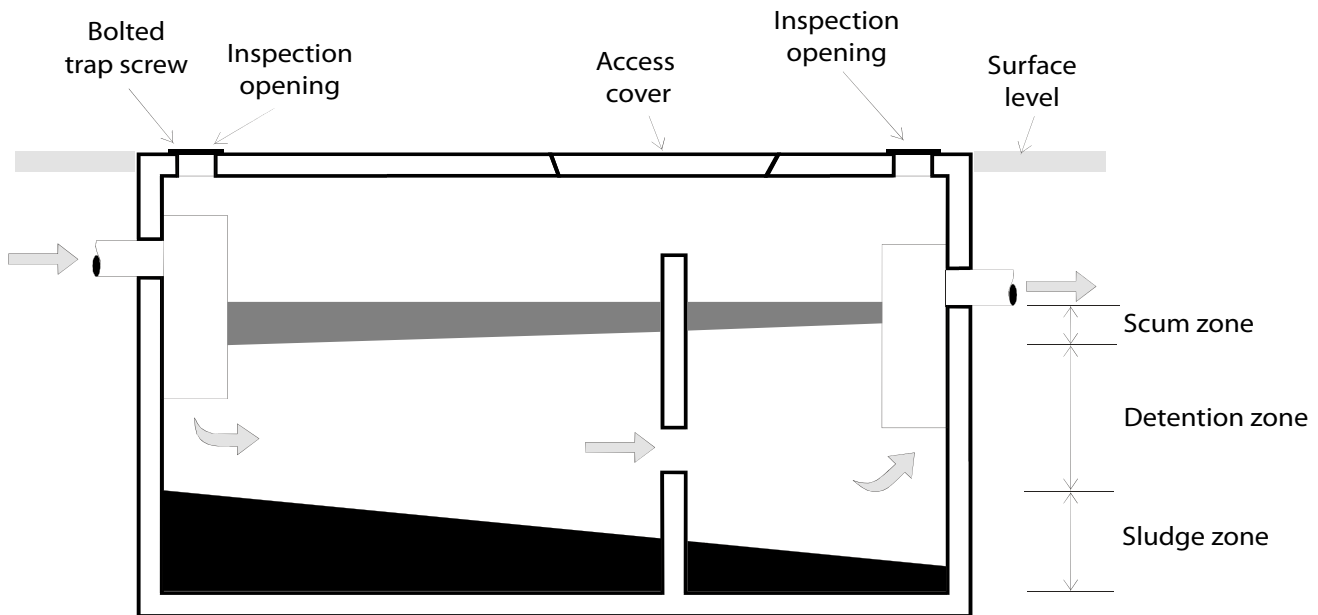 Bolted
trap screw
Inspection
opening
Access
cover
Inspection
opening
Surface
level
Scum zone
Detention zone
Sludge zone